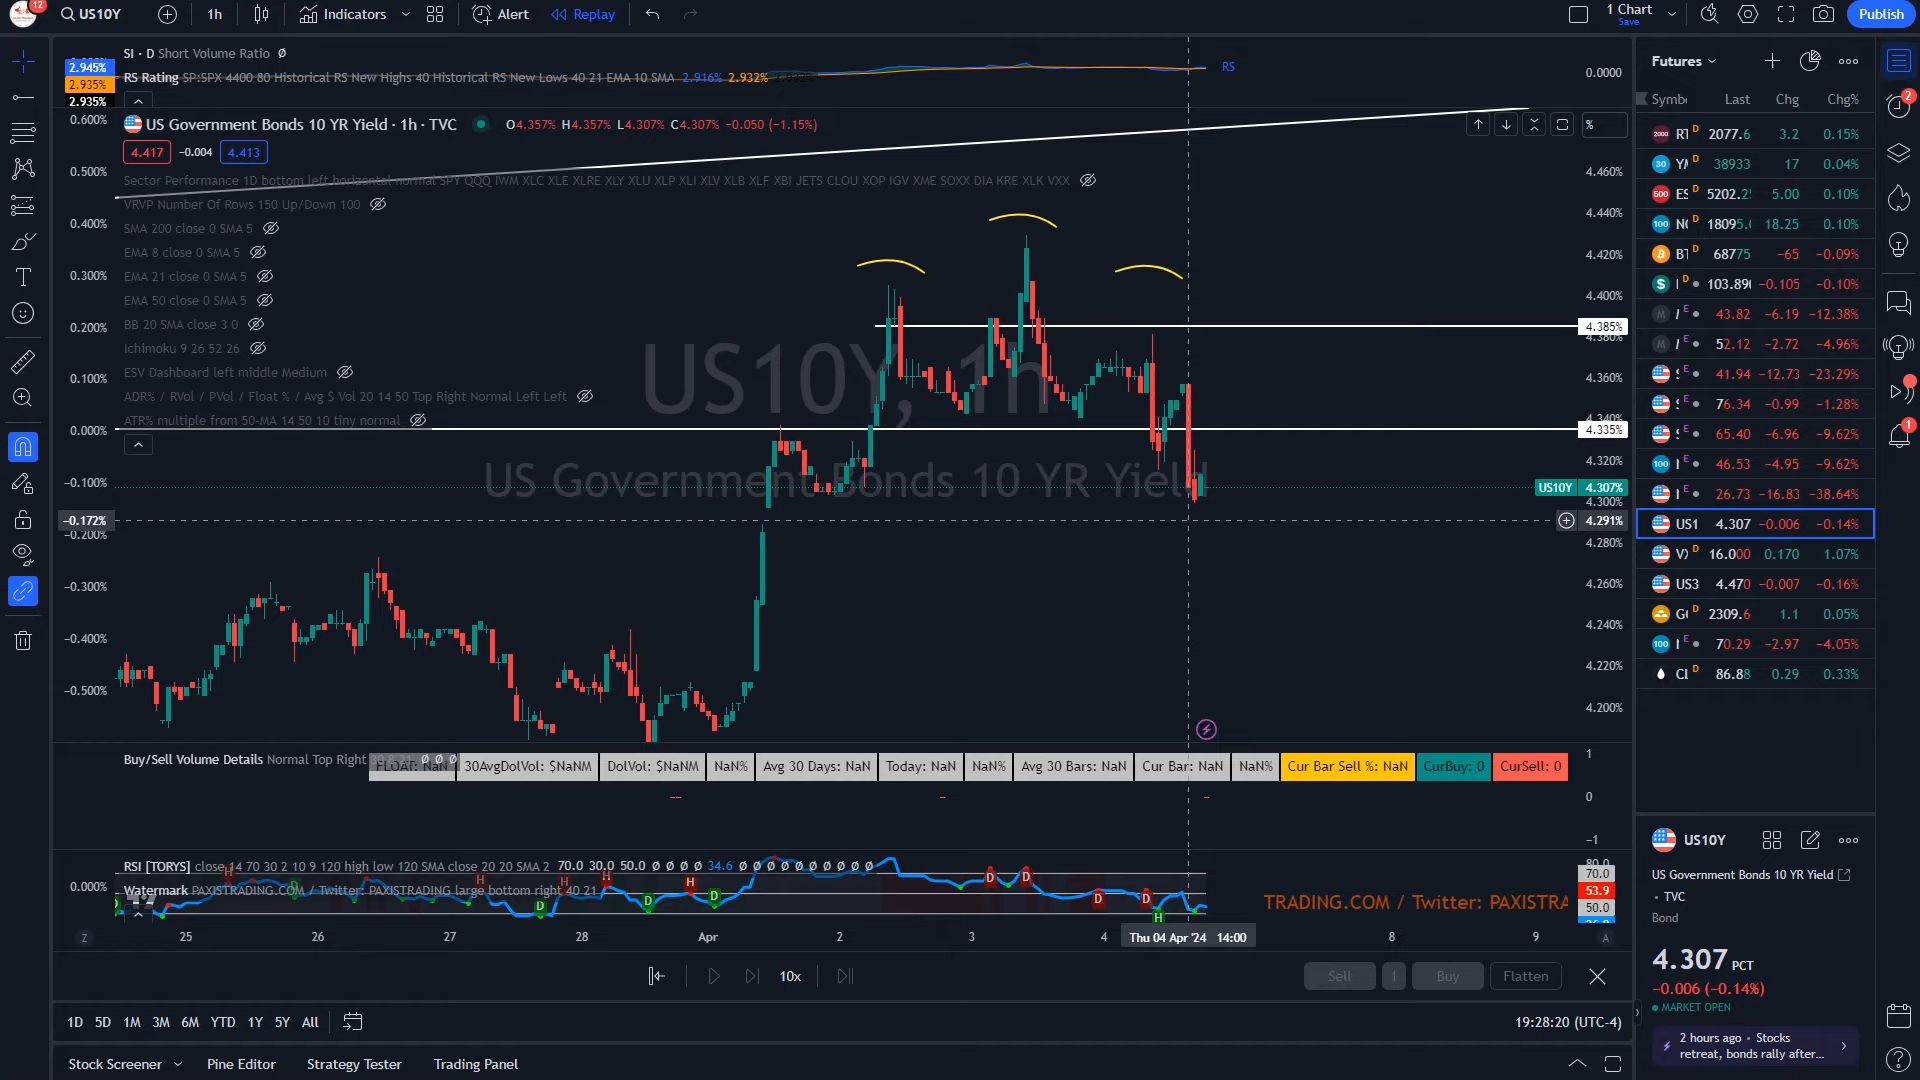 12 US10Y 1h Indicators Alert Replay 1 Chart Save Publish
SI · D Short Volume Ratio ø
RS Rating SP:SPX 4400 80 Historical RS New Highs 40 Historical RS New Lows 40 21 EMA 10 SMA 2.916% 2.932%
2.945%
2.935%
2.935%
RS
0.0000
US Government Bonds 10 YR Yield · 1h · TVC O4.357% H4.357% L4.307% C4.307% −0.050 (−1.15%)
4.417 −0.004 4.413
%
Sector Performance 1D bottom left horizontal normal SPY QQQ IWM XLC XLE XLRE XLY XLU XLP XLI XLV XLB XLF XBI JETS CLOU XOP IGV XME SOXX DIA KRE XLK VXX
VRVP Number Of Rows 150 Up/Down 100
SMA 200 close 0 SMA 5
EMA 8 close 0 SMA 5
EMA 21 close 0 SMA 5
EMA 50 close 0 SMA 5
BB 20 SMA close 3 0
Ichimoku 9 26 52 26
ESV Dashboard left middle Medium
ADR% / RVol / PVol / Float % / Avg $ Vol 20 14 50 Top Right Normal Left Left
ATR% multiple from 50-MA 14 50 10 tiny normal
US10Y, 1h
US Government Bonds 10 YR Yield
0.600%
0.500%
0.400%
0.300%
0.200%
0.100%
0.000%
−0.100%
−0.172%
−0.200%
−0.300%
−0.400%
−0.500%
4.460%
4.440%
4.420%
4.400%
4.385%
4.380%
4.360%
4.340%
4.335%
4.320%
US10Y 4.307%
4.300%
4.291%
4.280%
4.260%
4.240%
4.220%
4.200%
Buy/Sell Volume Details Normal Top Right
FLOAT: NaN 30AvgDolVol: $NaNM DolVol: $NaNM NaN% Avg 30 Days: NaN Today: NaN NaN% Avg 30 Bars: NaN Cur Bar: NaN NaN% Cur Bar Sell %: NaN CurBuy: 0 CurSell: 0
1
0
−1
RSI [TORYS] close 14 70 30 2 10 9 120 high low 120 SMA close 20 20 SMA 2 70.0 30.0 50.0 ø ø ø ø 34.6 ø ø ø ø ø ø ø ø ø ø
Watermark PAXISTRADING.COM / Twitter: PAXISTRADING large bottom right 40 21
0.000%
H D H H D H D D D D D D H
TRADING.COM / Twitter: PAXISTRA
80.0
70.0
53.9
50.0
Z 25 26 27 28 Apr 2 3 4 Thu 04 Apr '24 14:00 8 9 A
10x Sell 1 Buy Flatten
1D 5D 1M 3M 6M YTD 1Y 5Y All 19:28:20 (UTC-4)
Stock Screener Pine Editor Strategy Tester Trading Panel
Futures
Symb Last Chg Chg%
RT D 2077.6 3.2 0.15%
YM D 38933 17 0.04%
ES D 5202.25 5.00 0.10%
NQ D 18095.0 18.25 0.10%
BT D 68775 −65 −0.09%
D 103.890 −0.105 −0.10%
E 43.82 −6.19 −12.38%
E 52.12 −2.72 −4.96%
E 41.94 −12.73 −23.29%
E 76.34 −0.99 −1.28%
E 65.40 −6.96 −9.62%
E 46.53 −4.95 −9.62%
E 26.73 −16.83 −38.64%
US1 4.307 −0.006 −0.14%
VX D 16.000 0.170 1.07%
US3 4.470 −0.007 −0.16%
GC D 2309.6 1.1 0.05%
E 70.29 −2.97 −4.05%
CL D 86.88 0.29 0.33%
US10Y
US Government Bonds 10 YR Yield
• TVC
Bond
4.307 PCT
−0.006 (−0.14%)
MARKET OPEN
2 hours ago • Stocks
retreat, bonds rally after...
2
1